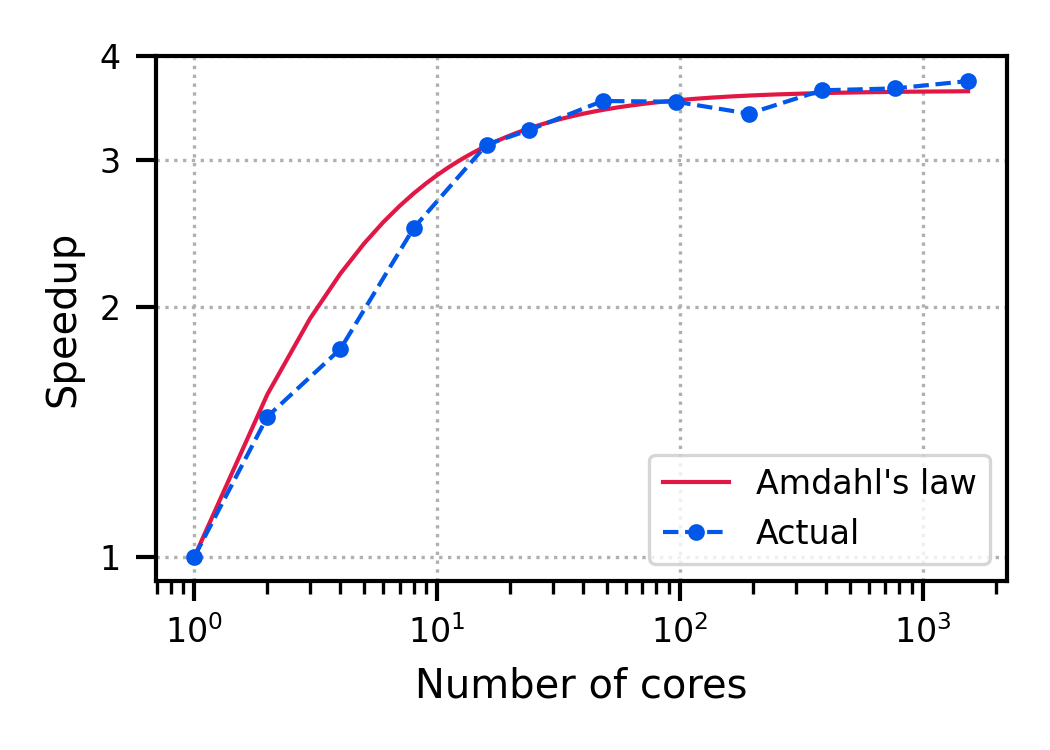 4
3
2
1
Speedup
Amdahl's law
Actual
10⁰ 10¹ 10² 10³
Number of cores